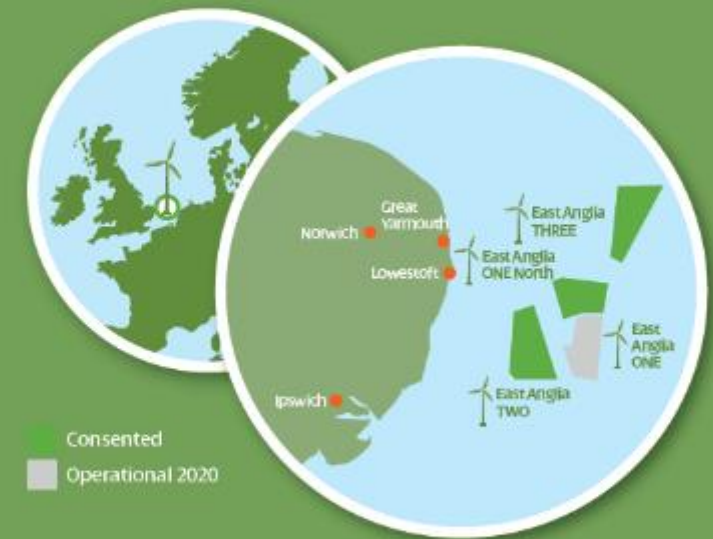 Great
Yarmouth
Norwich
Lowestoft
Ipswich
East Anglia
THREE
East Anglia
ONE North
East
Anglia
ONE
East Anglia
TWO
Consented
Operational 2020